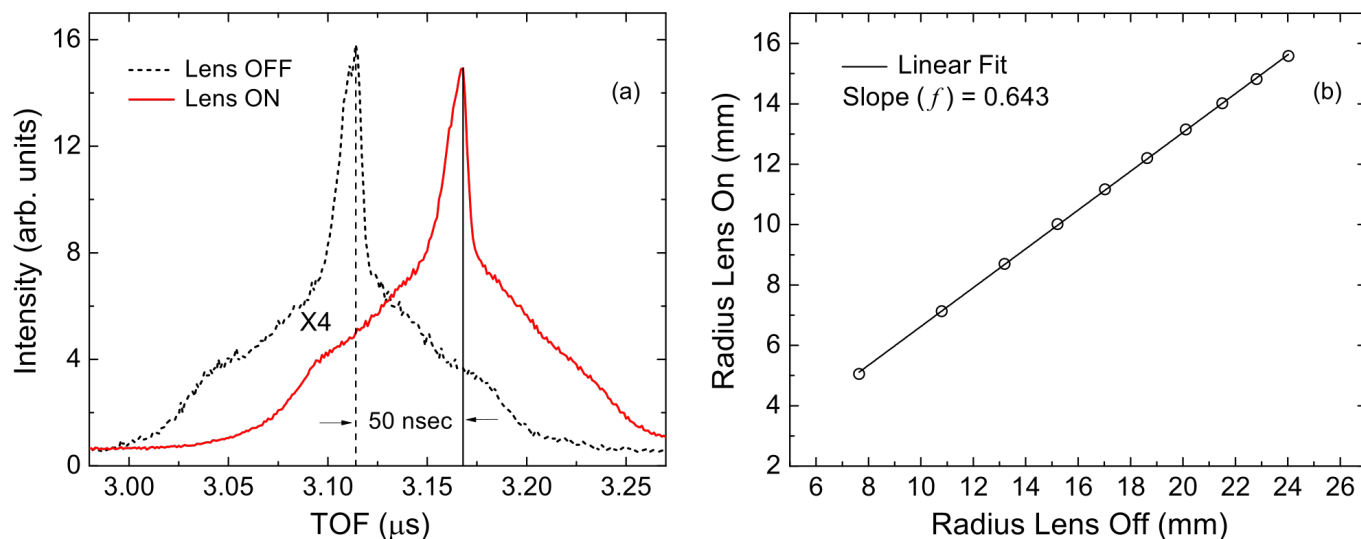 Intensity (arb. units)
16
12
8
4
0
Lens OFF
Lens ON
(a)
X4
50 nsec
3.00 3.05 3.10 3.15 3.20 3.25
TOF (μs)
Radius Lens On (mm)
16
14
12
10
8
6
4
2
Linear Fit
Slope (f) = 0.643
(b)
6 8 10 12 14 16 18 20 22 24 26
Radius Lens Off (mm)